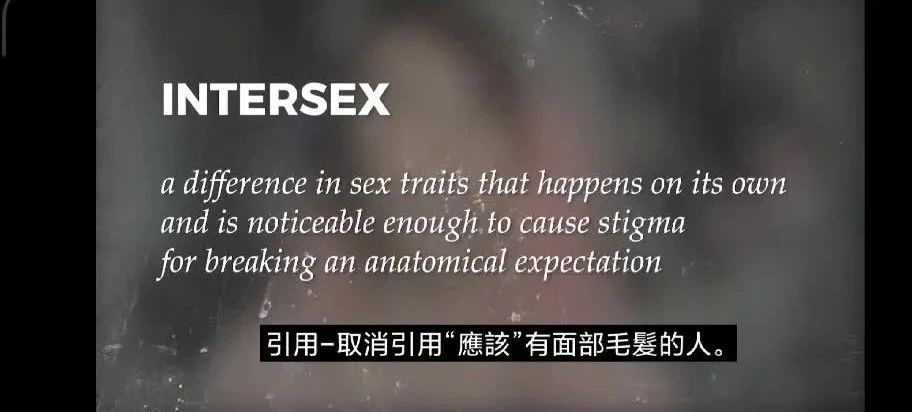 INTERSEX
a difference in sex traits that happens on its own
and is noticeable enough to cause stigma
for breaking an anatomical expectation
引用–取消引用“應該”有面部毛髮的人。